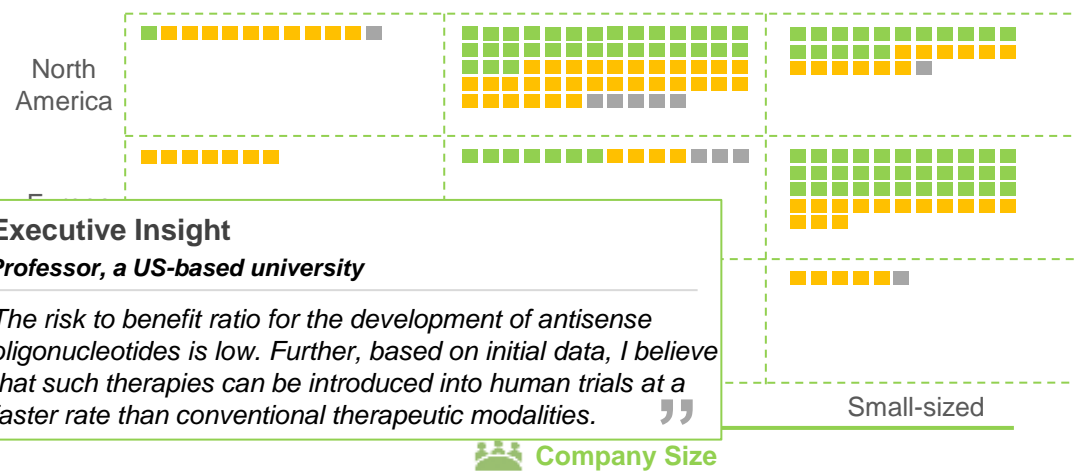 North
America
Executive Insight
Professor, a US-based university
The risk to benefit ratio for the development of antisense
oligonucleotides is low. Further, based on initial data, I believe
that such therapies can be introduced into human trials at a
faster rate than conventional therapeutic modalities. ”
Small-sized
Company Size